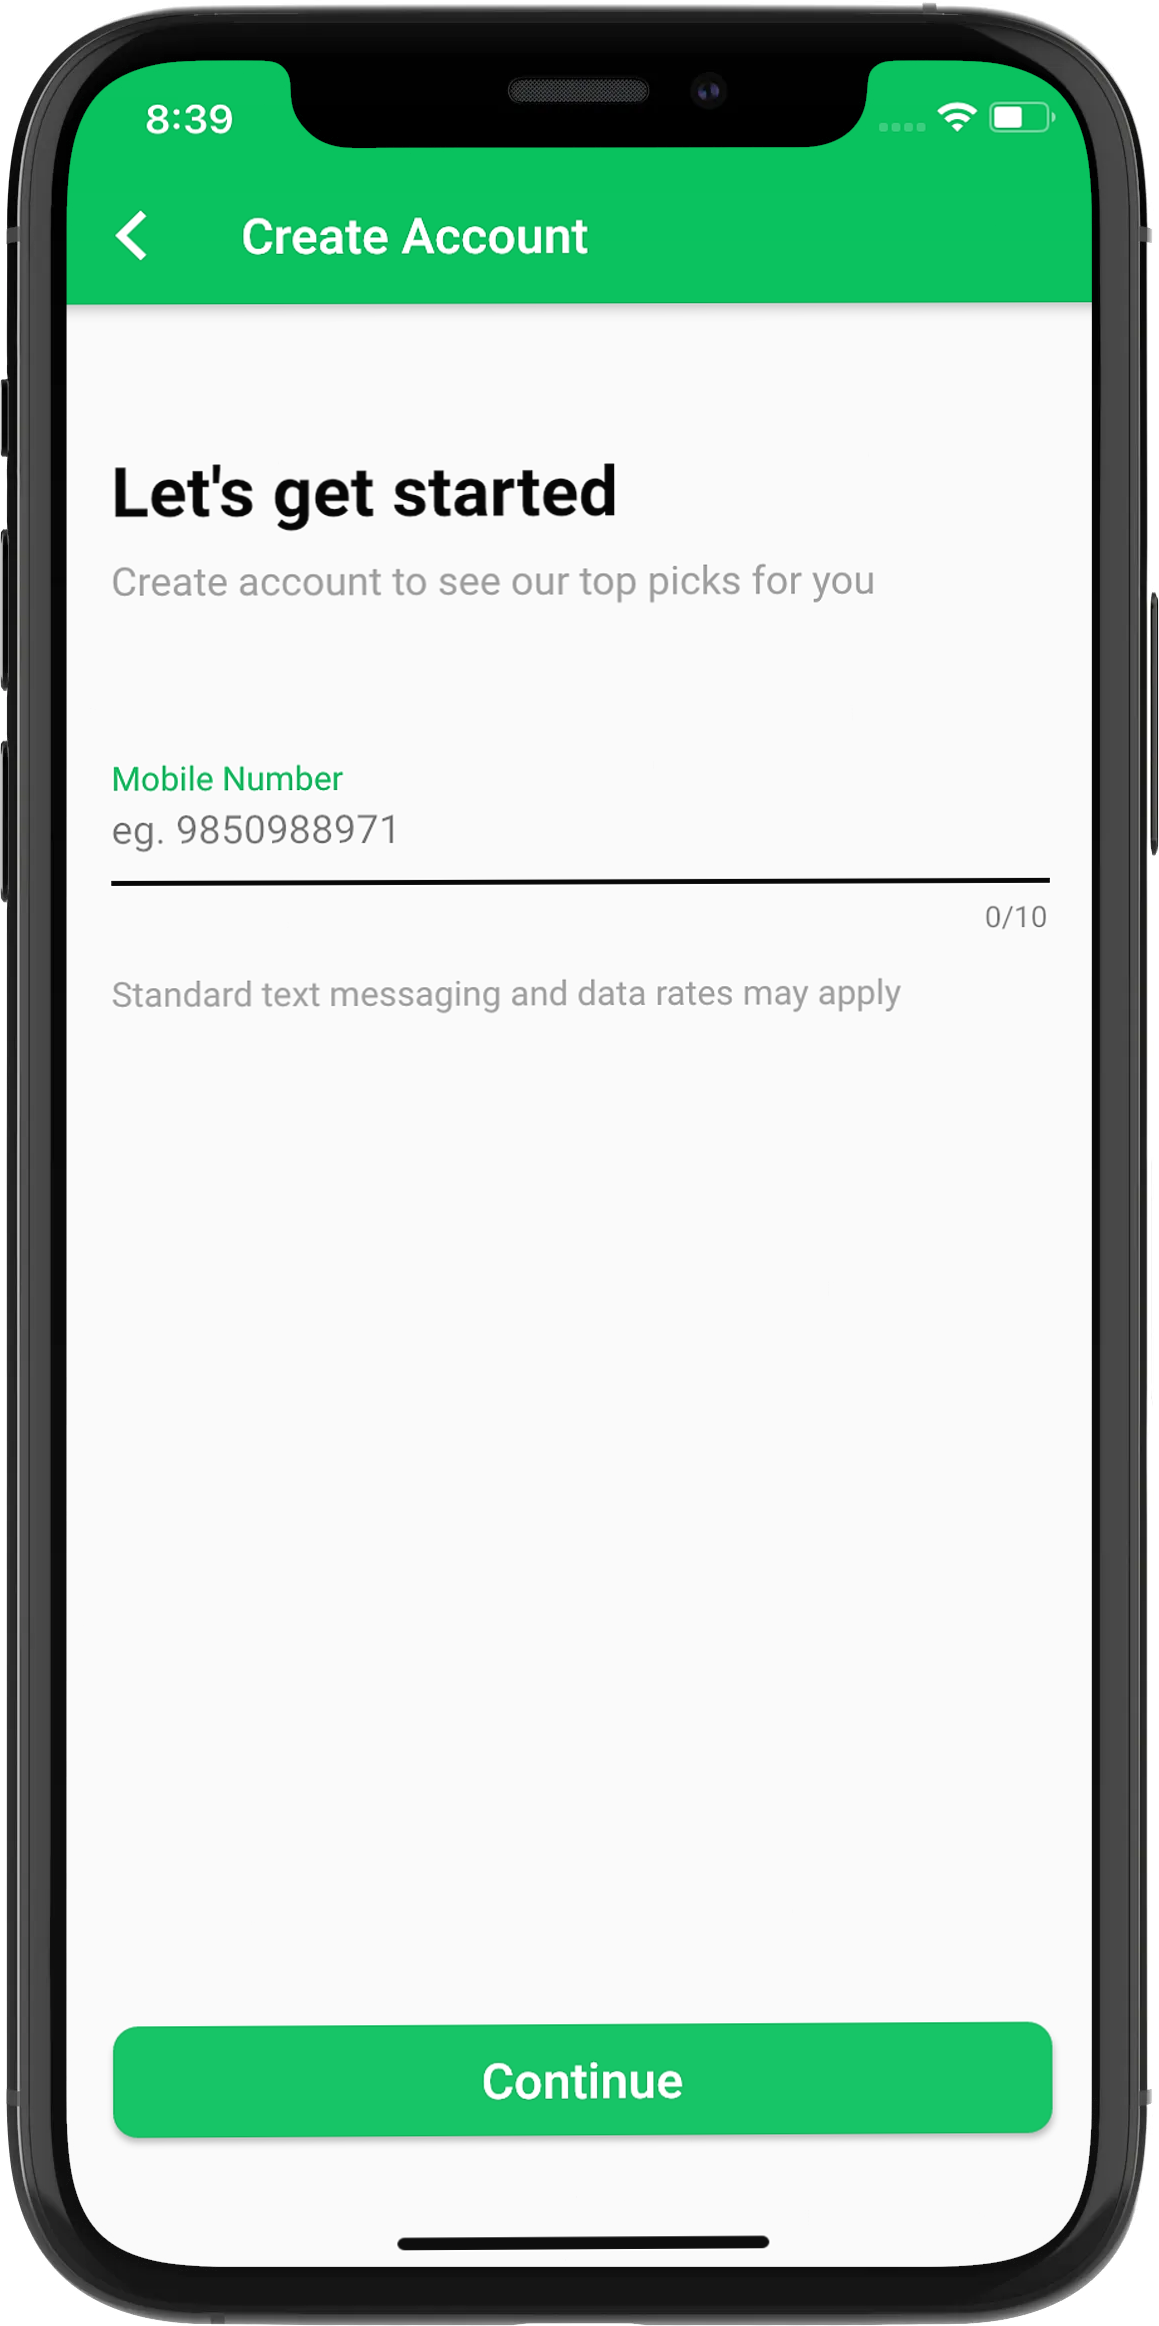 8:39
Create Account
Let's get started
Create account to see our top picks for you
Mobile Number
eg. 9850988971
0/10
Standard text messaging and data rates may apply
Continue